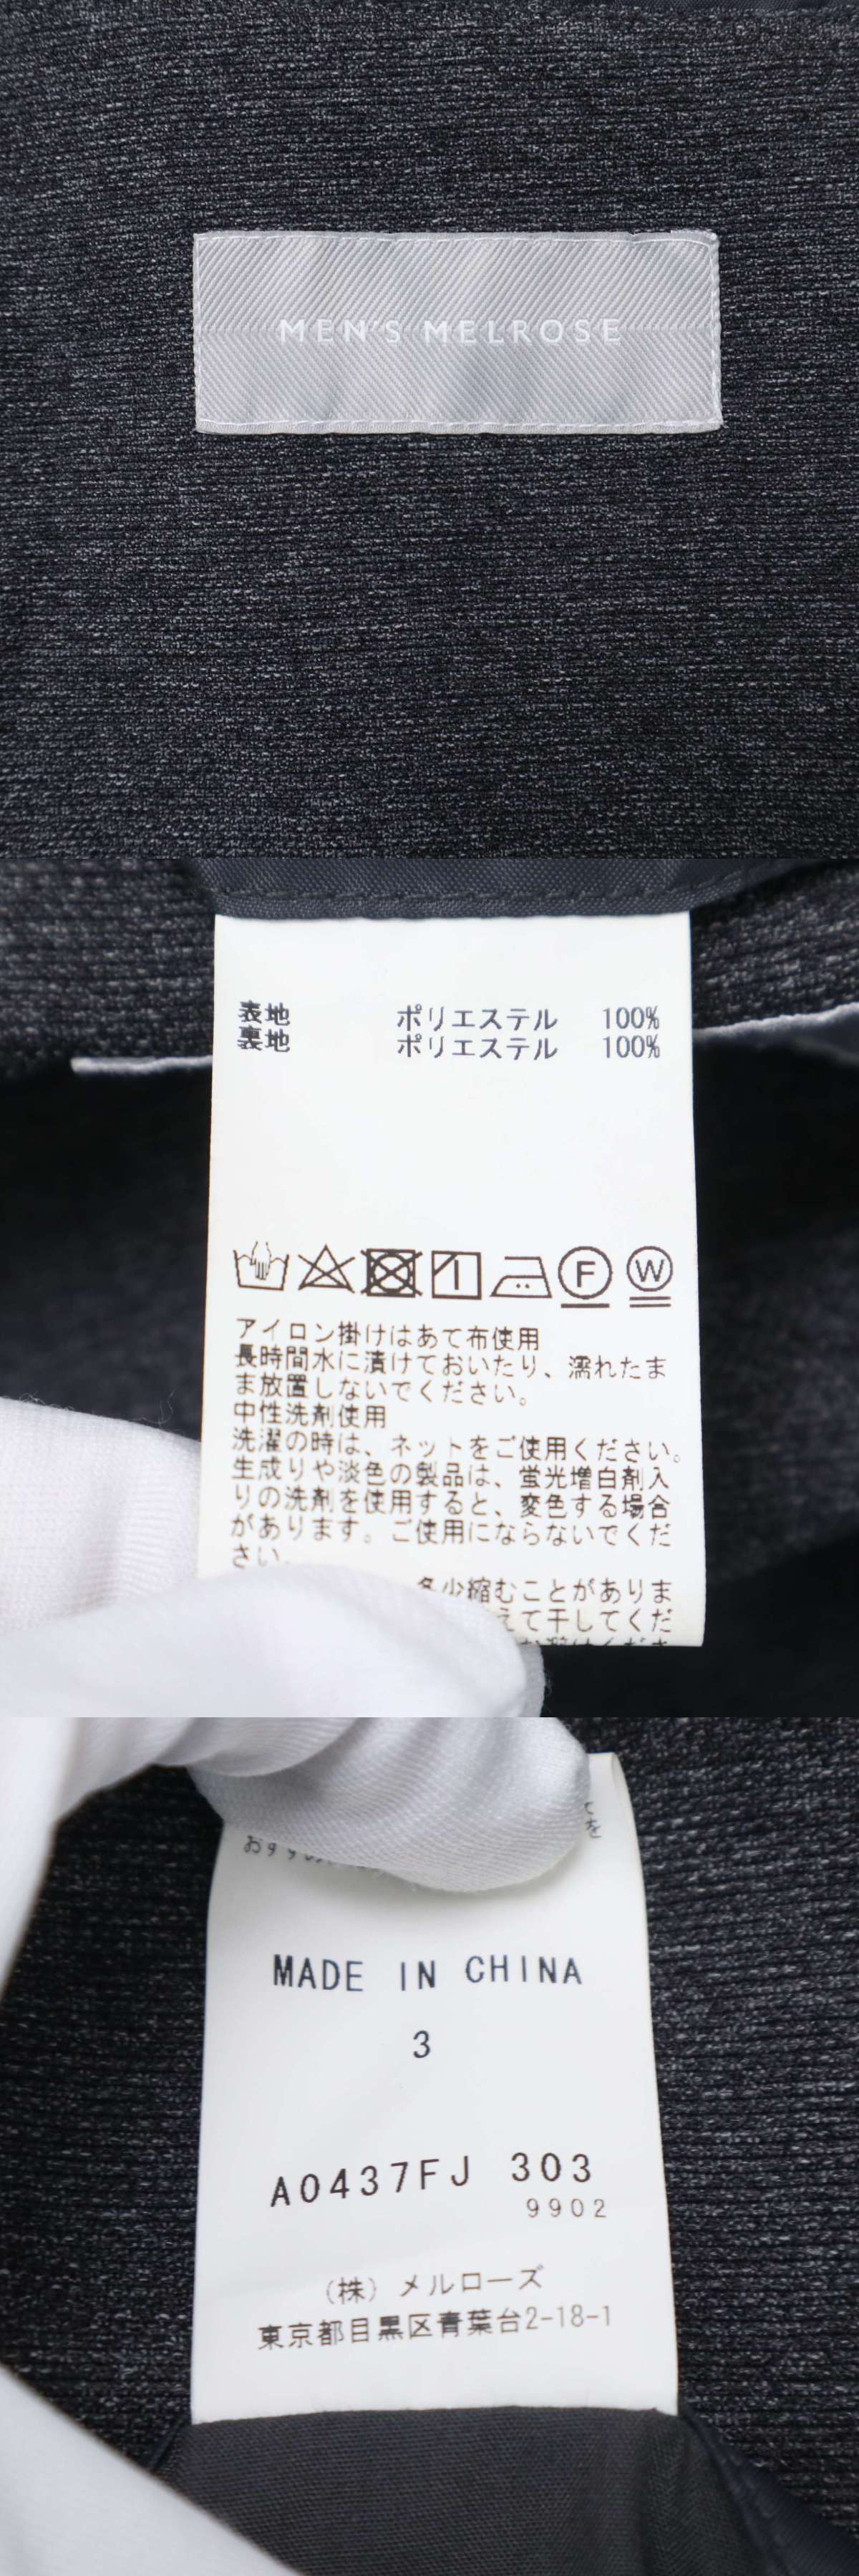 MEN'S MELROSE
表地 ポリエステル 100%
裏地 ポリエステル 100%
F W
アイロン掛けはあて布使用
長時間水に漬けておいたり、濡れたま
ま放置しないでください。
中性洗剤使用
洗濯の時は、ネットをご使用ください。
生成りや淡色の製品は、蛍光増白剤入
りの洗剤を使用すると、変色する場合
があります。ご使用にならないでくだ
さい。
多少縮むことがありま
えて干してくだ
を
MADE IN CHINA
3
A0437FJ 303
9902
(株) メルローズ
東京都目黒区青葉台2-18-1